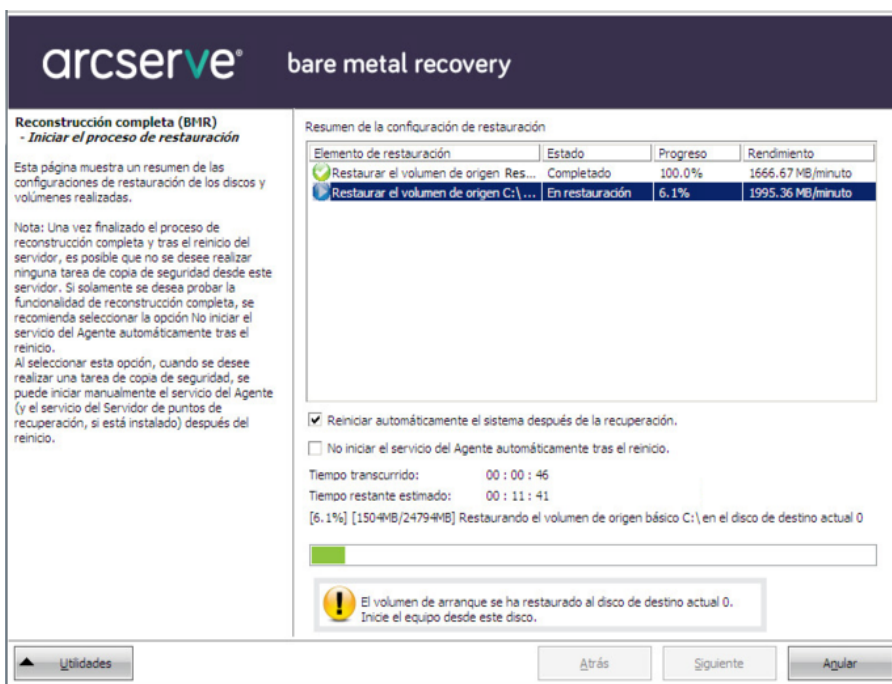 arcserve® bare metal recovery
Reconstrucción completa (BMR)
- Iniciar el proceso de restauración
Esta página muestra un resumen de las
configuraciones de restauración de los discos y
volúmenes realizadas.
Nota: Una vez finalizado el proceso de
reconstrucción completa y tras el reinicio del
servidor, es posible que no se desee realizar
ninguna tarea de copia de seguridad desde este
servidor. Si solamente se desea probar la
funcionalidad de reconstrucción completa, se
recomienda seleccionar la opción No iniciar el
servicio del Agente automáticamente tras el
reinicio.
Al seleccionar esta opción, cuando se desee
realizar una tarea de copia de seguridad, se
puede iniciar manualmente el servicio del Agente
(y el servicio del Servidor de puntos de
recuperación, si está instalado) después del
reinicio.
Resumen de la configuración de restauración
Elemento de restauración Estado Progreso Rendimiento
Restaurar el volumen de origen Res... Completado 100.0% 1666.67 MB/minuto
Restaurar el volumen de origen C:\ ... En restauración 6.1% 1995.36 MB/minuto
Reiniciar automáticamente el sistema después de la recuperación.
No iniciar el servicio del Agente automáticamente tras el reinicio.
Tiempo transcurrido: 00 : 00 : 46
Tiempo restante estimado: 00 : 11 : 41
[6.1%] [1504MB/24794MB] Restaurando el volumen de origen básico C:\ en el disco de destino actual 0
El volumen de arranque se ha restaurado al disco de destino actual 0.
Inicie el equipo desde este disco.
Utilidades Atrás Siguiente Anular